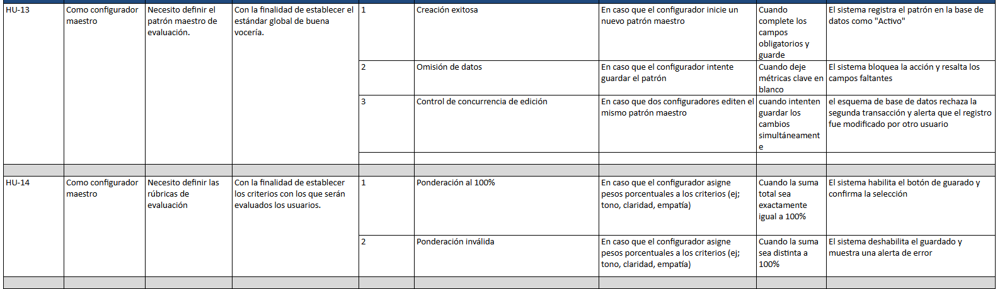 HU-13
Como configurador
maestro
Necesito definir el
patrón maestro de
evaluación.
Con la finalidad de establecer el
estándar global de buena
vocería.
1
Creación exitosa
En caso que el configurador inicie un
nuevo patrón maestro
Cuando
complete los
campos
obligatorios y
guarde
El sistema registra el patrón en la base de
datos como "Activo"
2
Omisión de datos
En caso que el configurador intente
guardar el patrón
Cuando deje
métricas clave en
blanco
El sistema bloquea la acción y resalta los
campos faltantes
3
Control de concurrencia de edición
En caso que dos configuradores editen el
mismo patrón maestro
cuando intenten
guardar los
cambios
simultáneament
e
el esquema de base de datos rechaza la
segunda transacción y alerta que el registro
fue modificado por otro usuario
HU-14
Como configurador
maestro
Necesito definir las
rúbricas de
evaluación
Con la finalidad de establecer
los criterios con los que serán
evaluados los usuarios.
1
Ponderación al 100%
En caso que el configurador asigne
pesos porcentuales a los criterios (ej;
tono, claridad, empatía)
Cuando la suma
total sea
exactamente
igual a 100%
El sistema habilita el botón de guarado y
confirma la selección
2
Ponderación inválida
En caso que el configurador asigne
pesos porcentuales a los criterios (ej;
tono, claridad, empatía)
Cuando la suma
sea distinta a
100%
El sistema deshabilita el guardado y
muestra una alerta de error